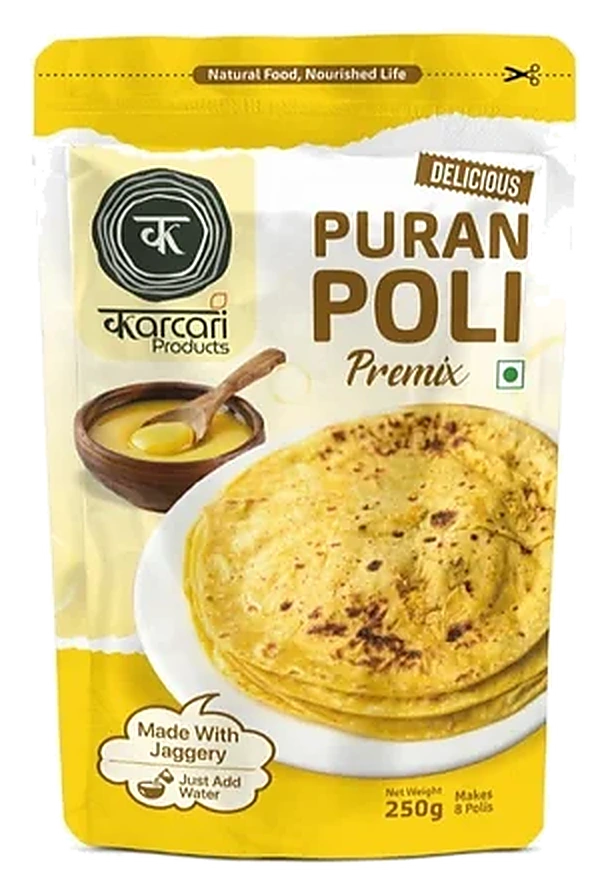 Natural Food, Nourished Life
DELICIOUS
PURAN
POLI
Premix
क
कarcari
Products
Made With
Jaggery
Just Add
Water
Net Weight
250g
Makes
8 Polis